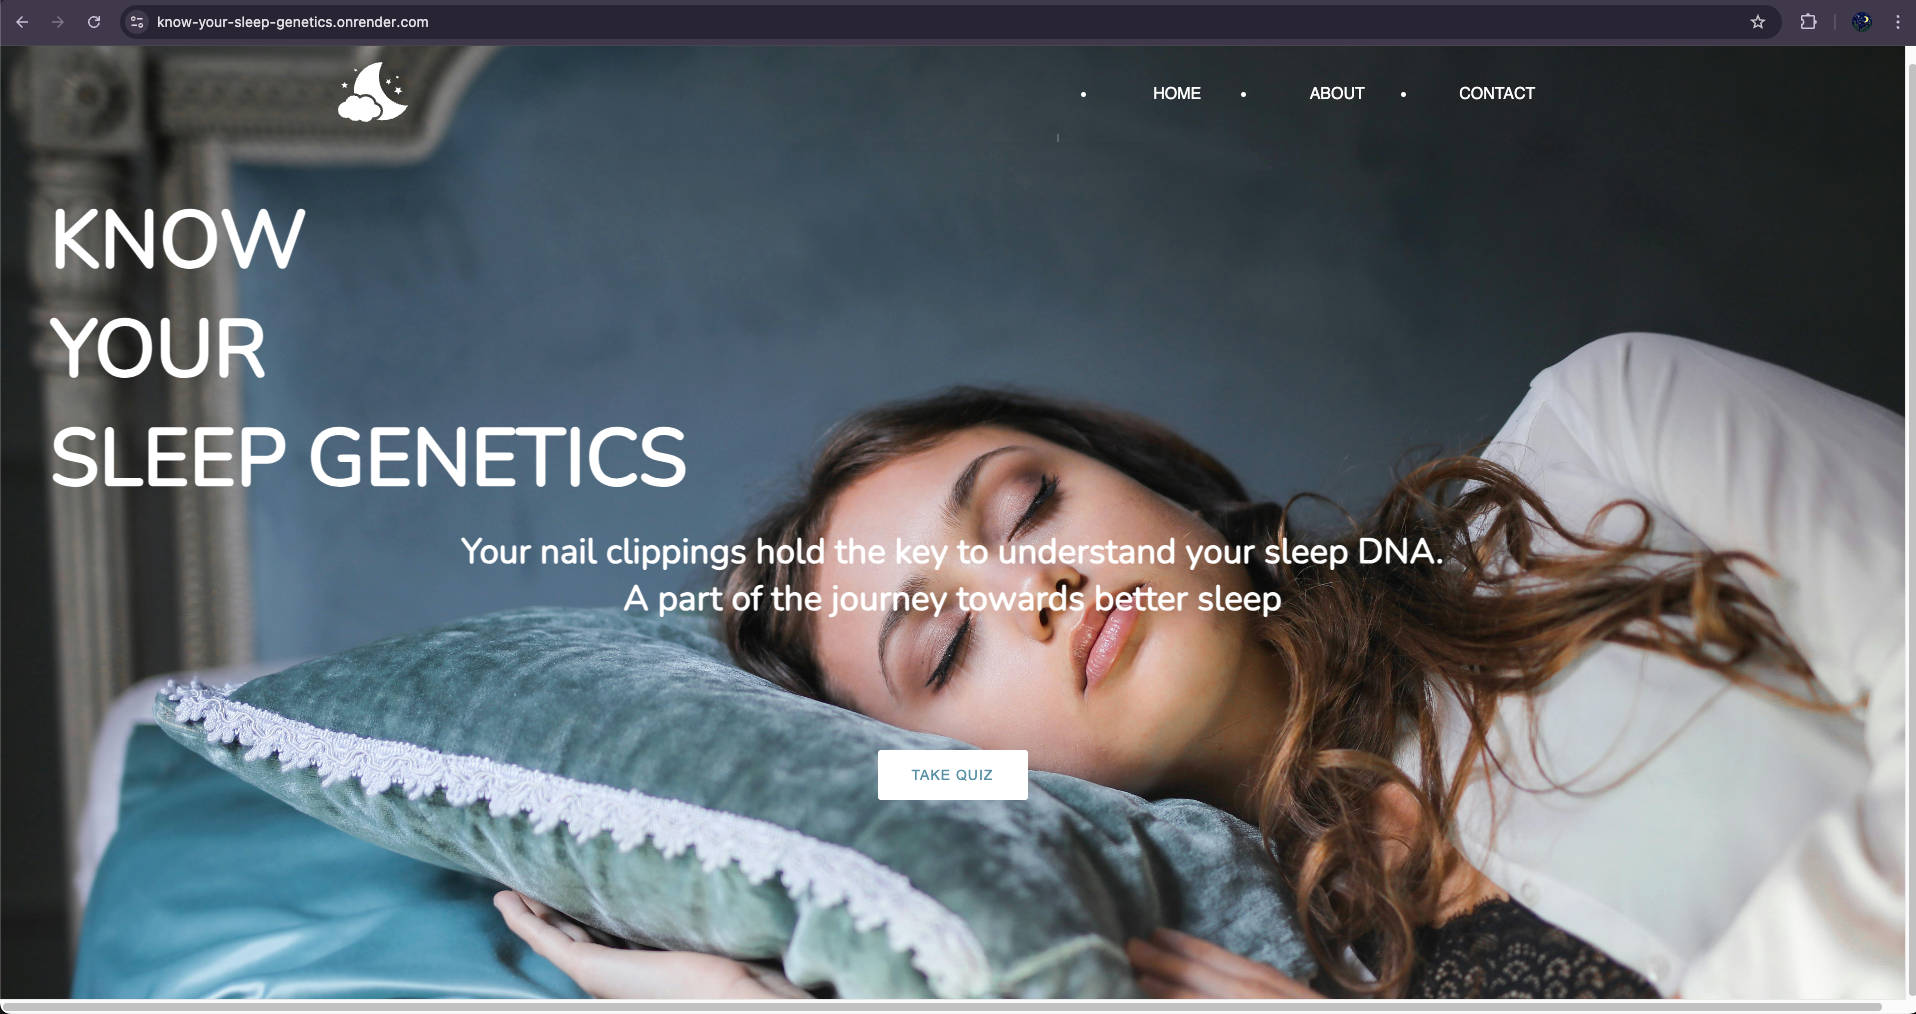 know-your-sleep-genetics.onrender.com
HOME ABOUT CONTACT
KNOW
YOUR
SLEEP GENETICS
Your nail clippings hold the key to understand your sleep DNA.
A part of the journey towards better sleep
TAKE QUIZ